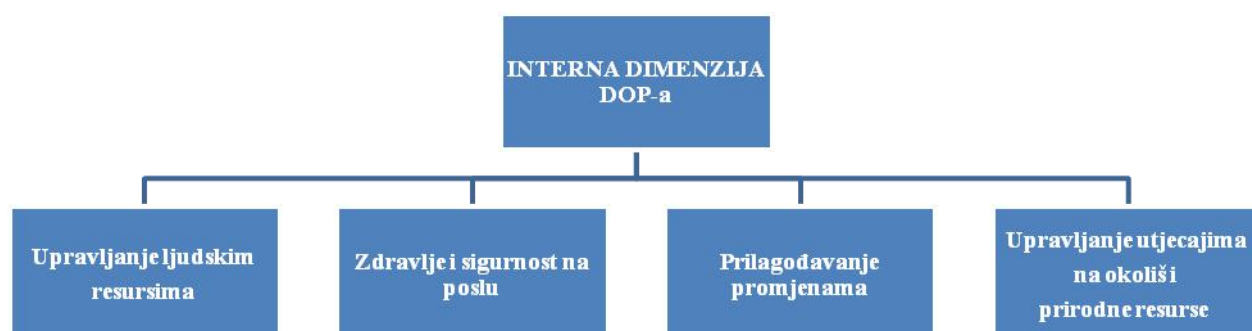 INTERNA DIMENZIJA
DOP-a
Upravljanje ljudskim
resursima
Zdravlje i sigurnost na
poslu
Prilagođavanje
promjenama
Upravljanje utjecajima
na okoliš i
prirodne resurse